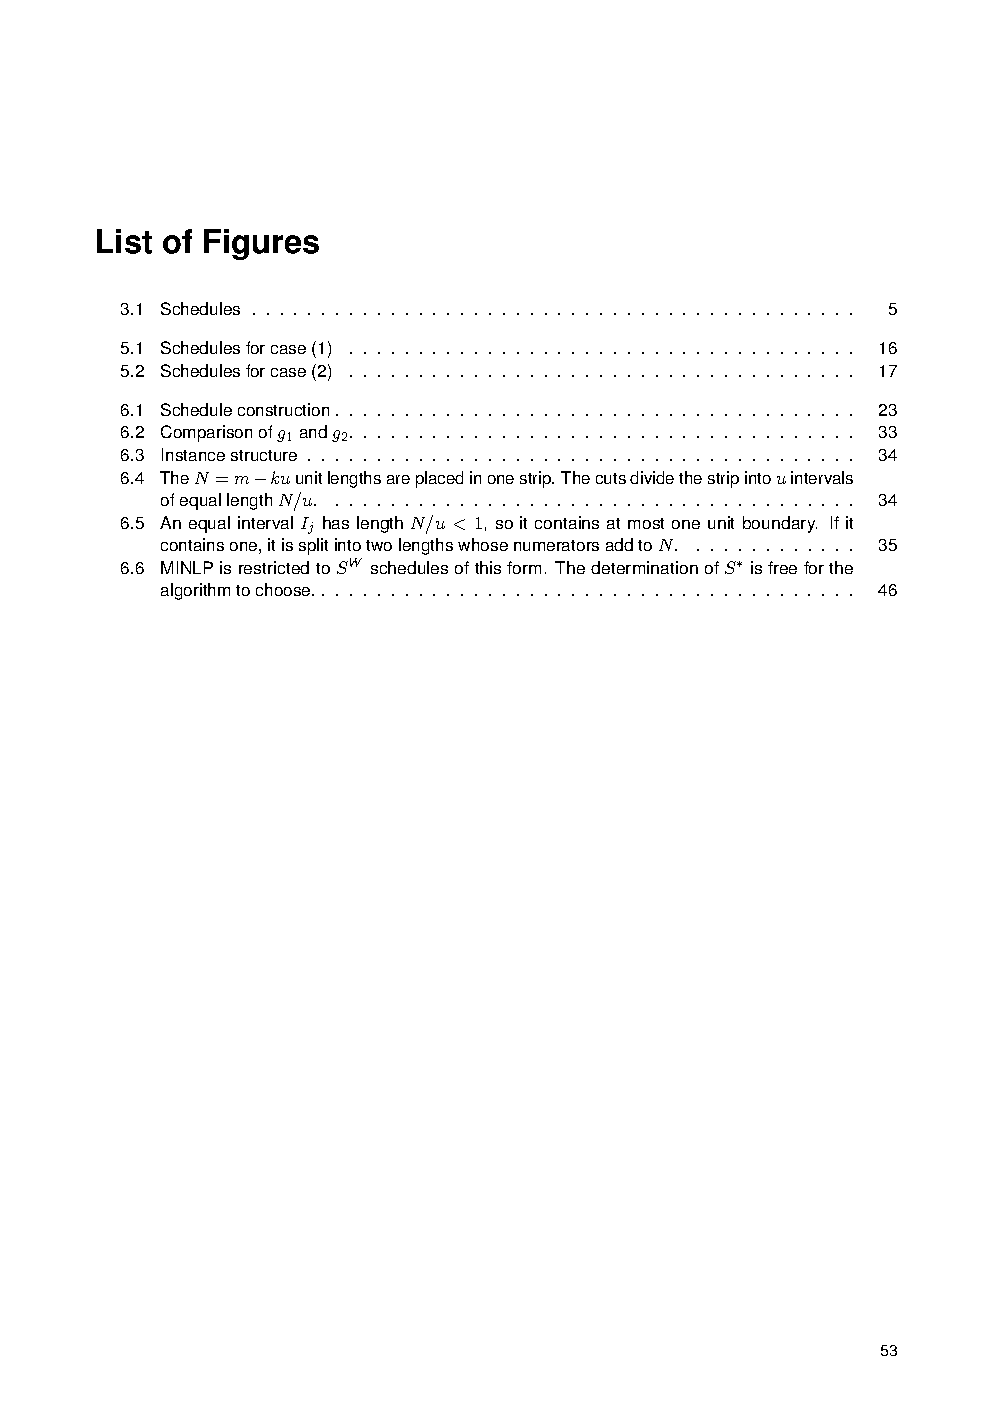 List of Figures
3.1 Schedules . . . . . . . . . . . . . . . . . . . . . . . . . . . . . . . . . . . . . . . . . . . . 5
5.1 Schedules for case (1) . . . . . . . . . . . . . . . . . . . . . . . . . . . . . . . . . . . . . 16
5.2 Schedules for case (2) . . . . . . . . . . . . . . . . . . . . . . . . . . . . . . . . . . . . . 17
6.1 Schedule construction . . . . . . . . . . . . . . . . . . . . . . . . . . . . . . . . . . . . . . 23
6.2 Comparison of g₁ and g₂. . . . . . . . . . . . . . . . . . . . . . . . . . . . . . . . . . . . . 33
6.3 Instance structure . . . . . . . . . . . . . . . . . . . . . . . . . . . . . . . . . . . . . . . . 34
6.4 The N = m − ku unit lengths are placed in one strip. The cuts divide the strip into u intervals
of equal length N/u. . . . . . . . . . . . . . . . . . . . . . . . . . . . . . . . . . . . . . . 34
6.5 An equal interval Iⱼ has length N/u < 1, so it contains at most one unit boundary. If it
contains one, it is split into two lengths whose numerators add to N. . . . . . . . . . . . . 35
6.6 MINLP is restricted to Sᵂ schedules of this form. The determination of S* is free for the
algorithm to choose. . . . . . . . . . . . . . . . . . . . . . . . . . . . . . . . . . . . . . . 46
53